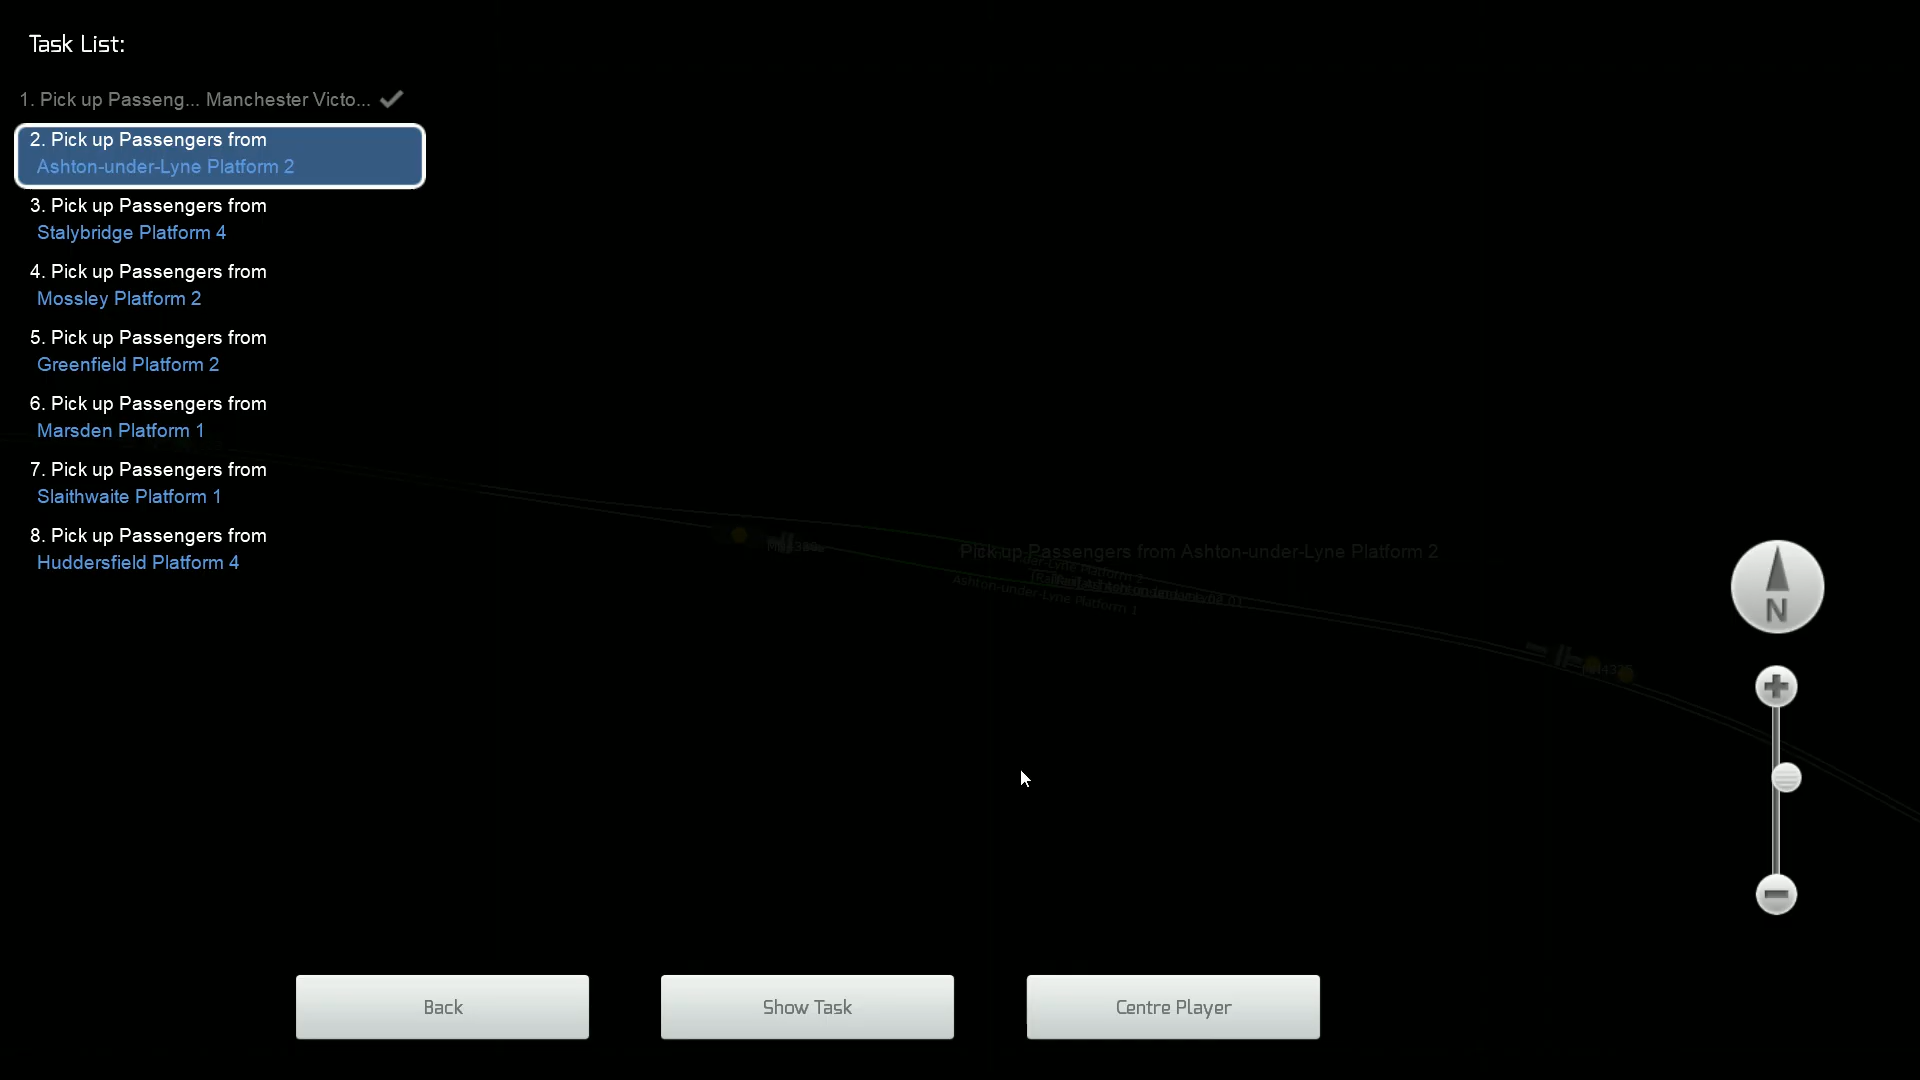 Task List:
1. Pick up Passeng... Manchester Victo...
2. Pick up Passengers from
Ashton-under-Lyne Platform 2
3. Pick up Passengers from
Stalybridge Platform 4
4. Pick up Passengers from
Mossley Platform 2
5. Pick up Passengers from
Greenfield Platform 2
6. Pick up Passengers from
Marsden Platform 1
7. Pick up Passengers from
Slaithwaite Platform 1
8. Pick up Passengers from
Huddersfield Platform 4
Pick up Passengers from Ashton-under-Lyne Platform 2
Ashton-under-Lyne Platform 1
N
Back
Show Task
Centre Player